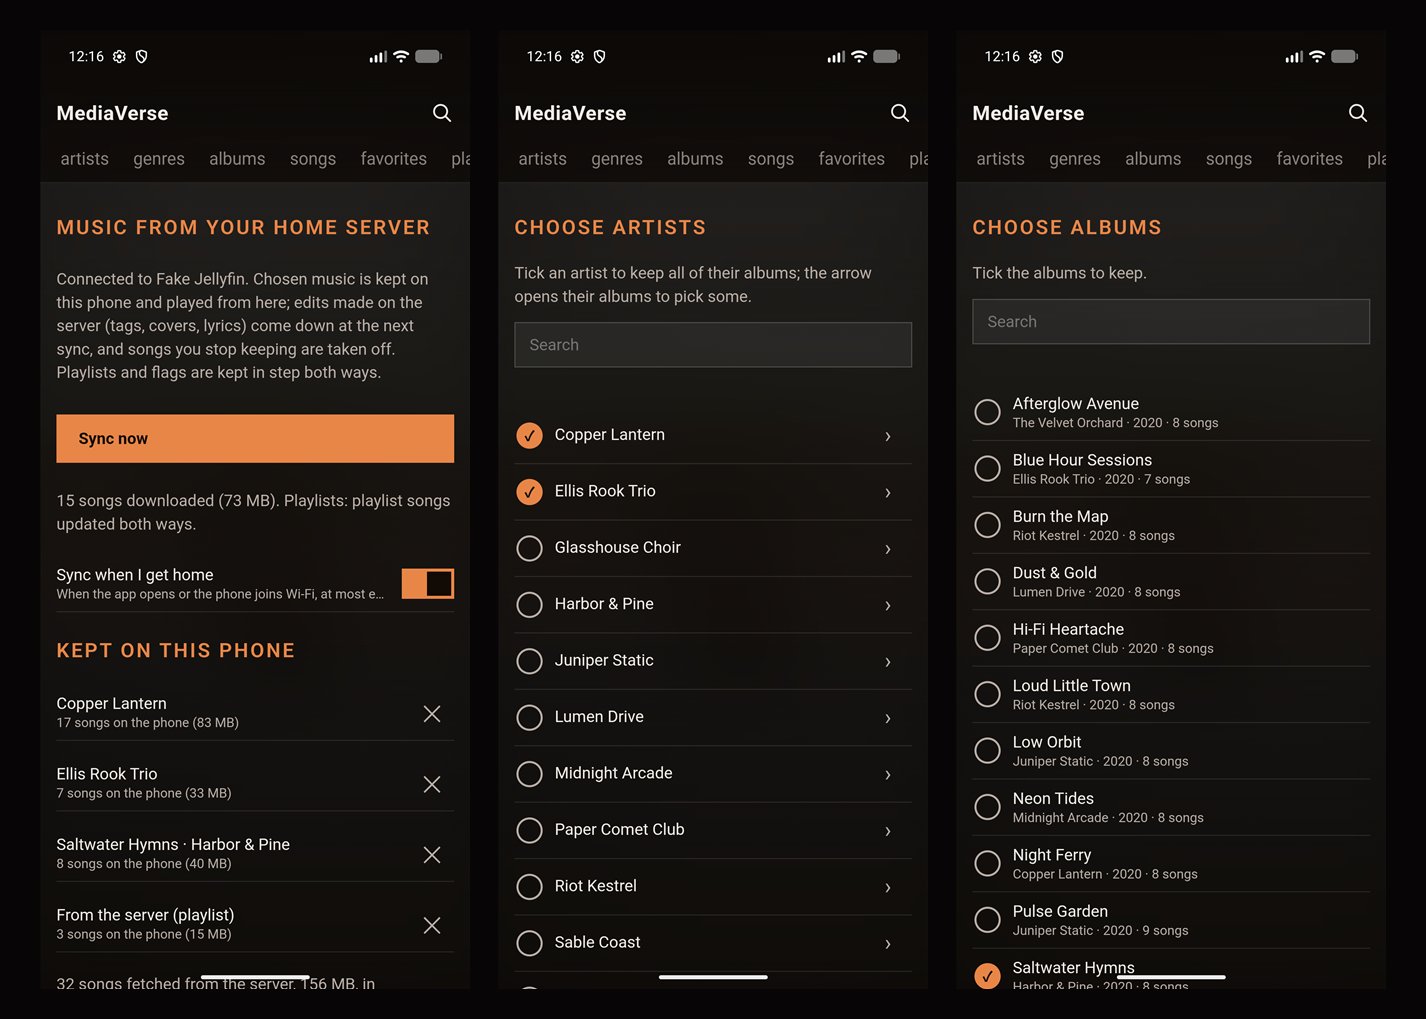 12:16
MediaVerse
artists genres albums songs favorites pla
MUSIC FROM YOUR HOME SERVER
Connected to Fake Jellyfin. Chosen music is kept on
this phone and played from here; edits made on the
server (tags, covers, lyrics) come down at the next
sync, and songs you stop keeping are taken off.
Playlists and flags are kept in step both ways.
Sync now
15 songs downloaded (73 MB). Playlists: playlist songs
updated both ways.
Sync when I get home
When the app opens or the phone joins Wi-Fi, at most e...
KEPT ON THIS PHONE
Copper Lantern
17 songs on the phone (83 MB)
Ellis Rook Trio
7 songs on the phone (33 MB)
Saltwater Hymns · Harbor & Pine
8 songs on the phone (40 MB)
From the server (playlist)
3 songs on the phone (15 MB)
32 songs fetched from the server, 156 MB, in
12:16
MediaVerse
artists genres albums songs favorites pla
CHOOSE ARTISTS
Tick an artist to keep all of their albums; the arrow
opens their albums to pick some.
Search
Copper Lantern
Ellis Rook Trio
Glasshouse Choir
Harbor & Pine
Juniper Static
Lumen Drive
Midnight Arcade
Paper Comet Club
Riot Kestrel
Sable Coast
12:16
MediaVerse
artists genres albums songs favorites pla
CHOOSE ALBUMS
Tick the albums to keep.
Search
Afterglow Avenue
The Velvet Orchard · 2020 · 8 songs
Blue Hour Sessions
Ellis Rook Trio · 2020 · 7 songs
Burn the Map
Riot Kestrel · 2020 · 8 songs
Dust & Gold
Lumen Drive · 2020 · 8 songs
Hi-Fi Heartache
Paper Comet Club · 2020 · 8 songs
Loud Little Town
Riot Kestrel · 2020 · 8 songs
Low Orbit
Juniper Static · 2020 · 8 songs
Neon Tides
Midnight Arcade · 2020 · 8 songs
Night Ferry
Copper Lantern · 2020 · 8 songs
Pulse Garden
Juniper Static · 2020 · 9 songs
Saltwater Hymns
Harbor & Pine · 2020 · 8 songs